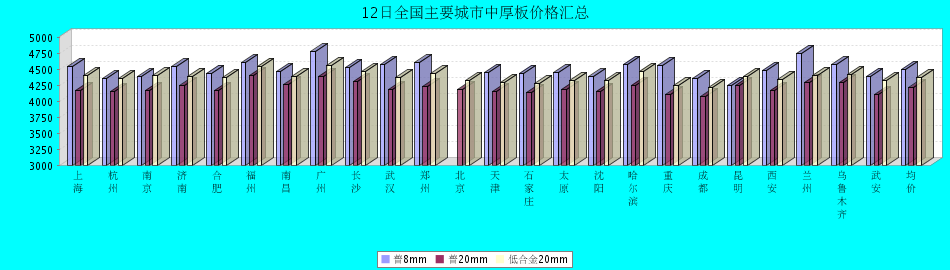 12日全国主要城市中厚板价格汇总
5000
4750
4500
4250
4000
3750
3500
3250
3000
上海
杭州
南京
济南
合肥
福州
南昌
广州
长沙
武汉
郑州
北京
天津
石家庄
太原
沈阳
哈尔滨
重庆
成都
昆明
西安
兰州
乌鲁木齐
武安
均价
普8mm 普20mm 低合金20mm